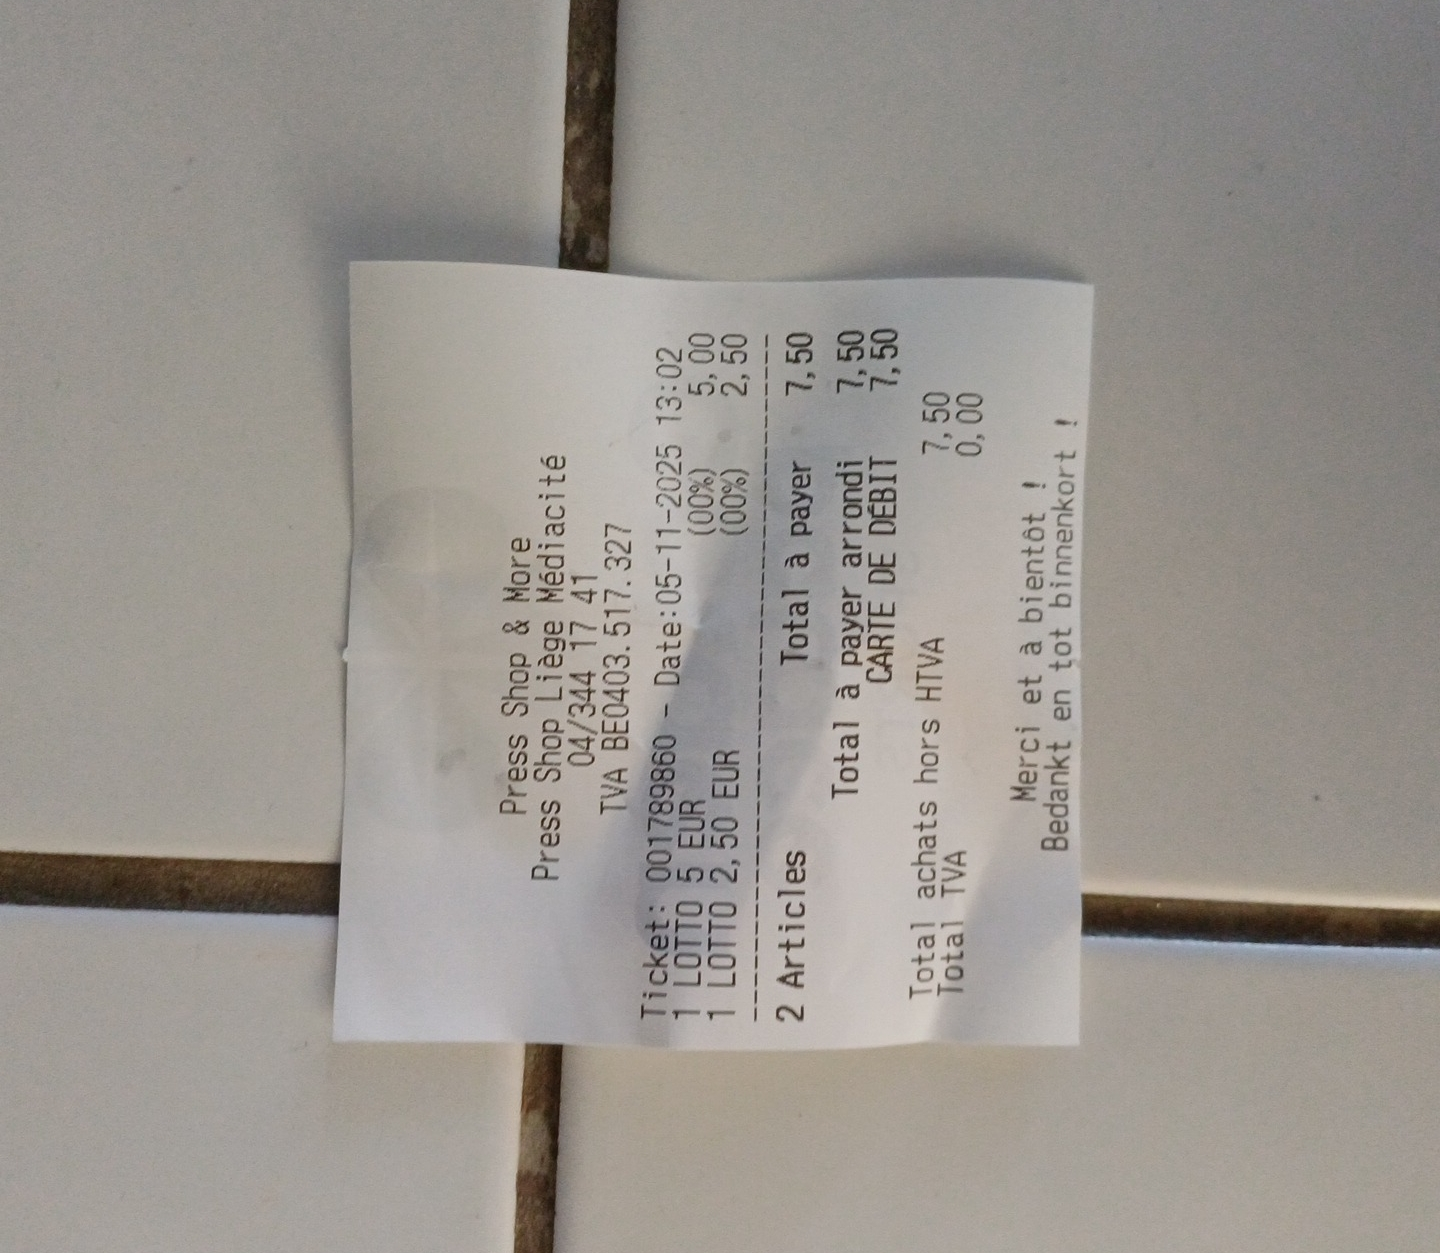 Press Shop & More
Press Shop Liège Médiacité
04/344 17 41
TVA BE0403.517.327
Ticket: 001789860 - Date:05-11-2025 13:02
1 LOTTO 5 EUR (00%) 5,00
1 LOTTO 2,50 EUR (00%) 2,50
-----------------------------------------
2 Articles Total à payer 7,50
Total à payer arrondi 7,50
CARTE DE DÉBIT 7,50
Total achats hors HTVA 7,50
Total TVA 0,00
Merci et à bientôt !
Bedankt en tot binnenkort !